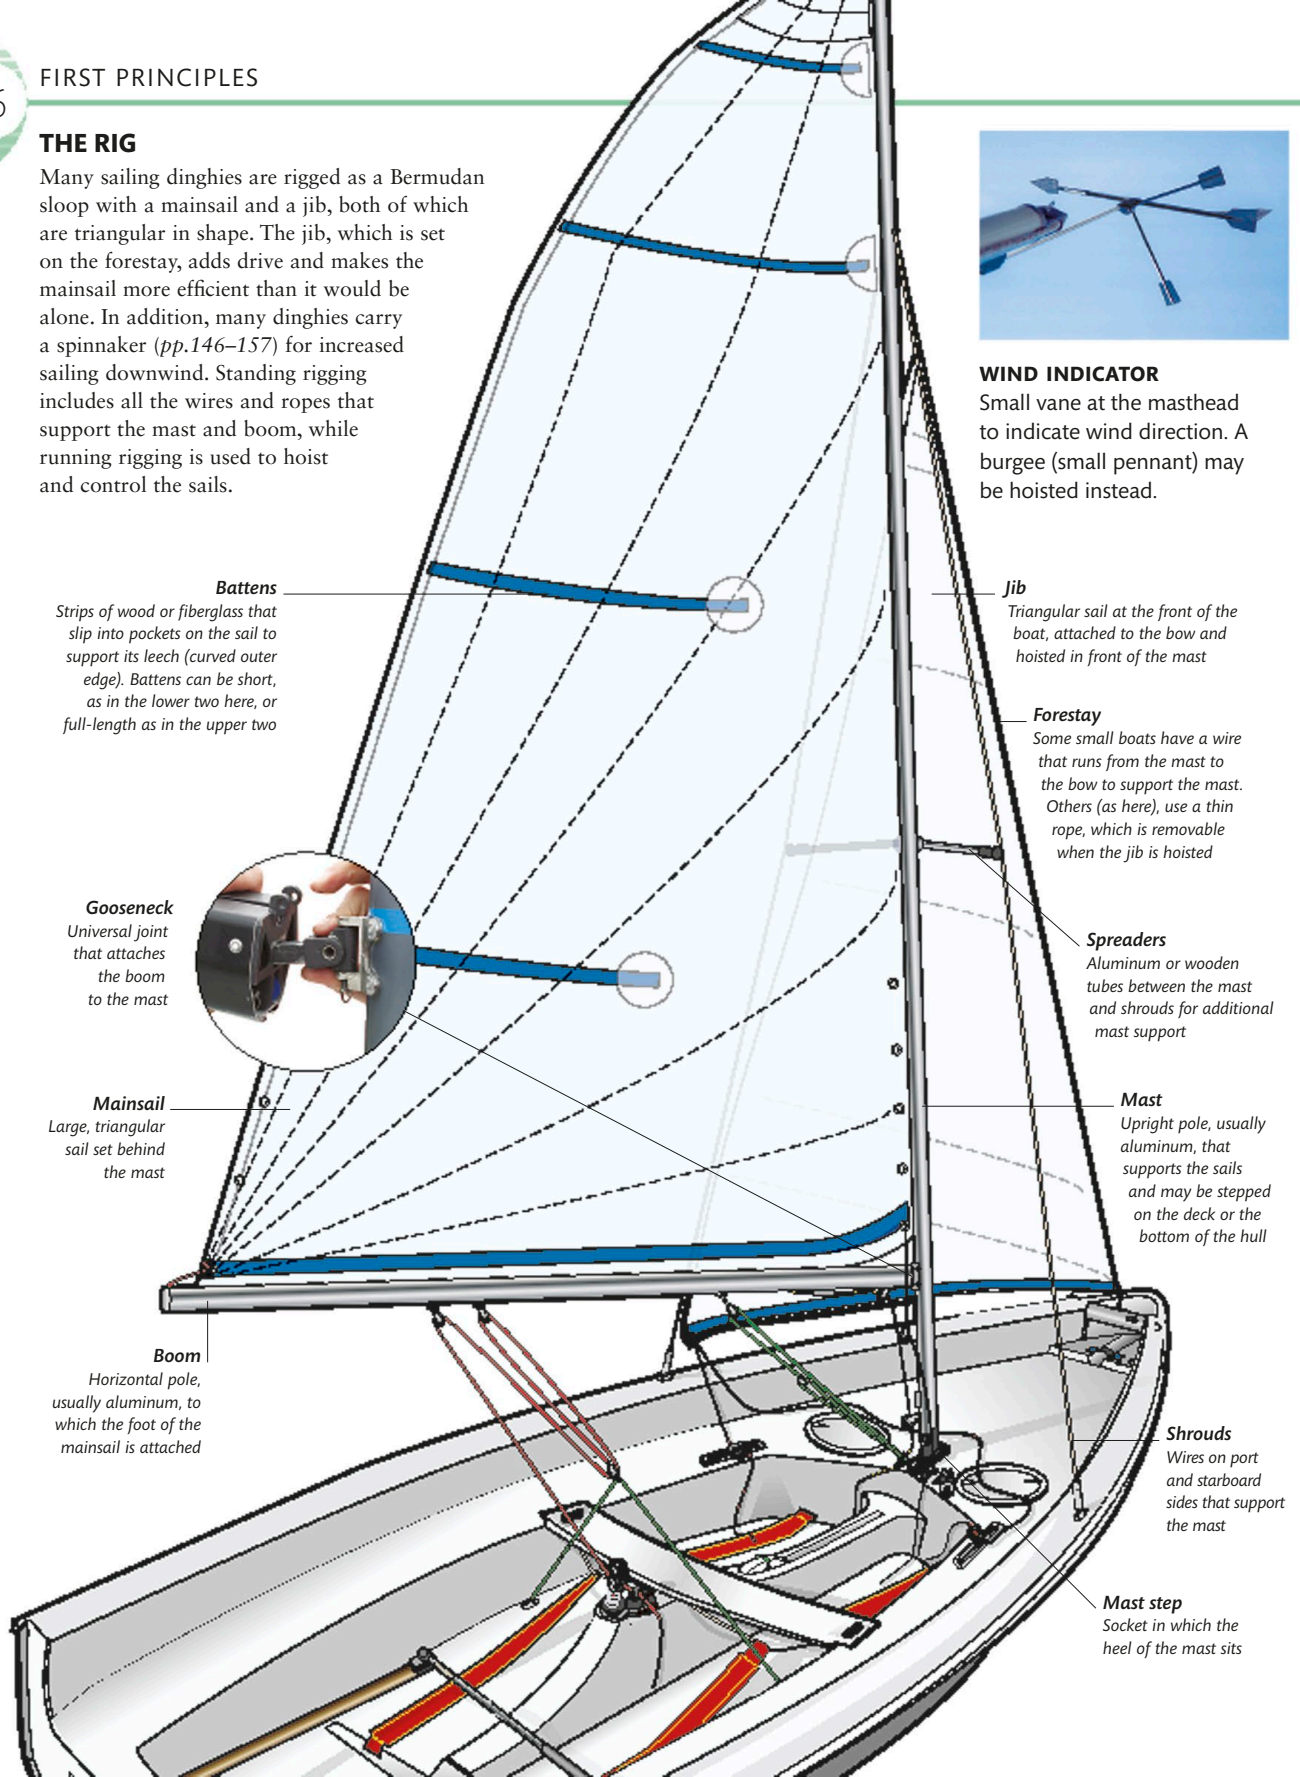 6
FIRST PRINCIPLES
THE RIG
Many sailing dinghies are rigged as a Bermudan
sloop with a mainsail and a jib, both of which
are triangular in shape. The jib, which is set
on the forestay, adds drive and makes the
mainsail more efficient than it would be
alone. In addition, many dinghies carry
a spinnaker (pp.146–157) for increased
sailing downwind. Standing rigging
includes all the wires and ropes that
support the mast and boom, while
running rigging is used to hoist
and control the sails.
WIND INDICATOR
Small vane at the masthead
to indicate wind direction. A
burgee (small pennant) may
be hoisted instead.
Battens
Strips of wood or fiberglass that
slip into pockets on the sail to
support its leech (curved outer
edge). Battens can be short,
as in the lower two here, or
full-length as in the upper two
Jib
Triangular sail at the front of the
boat, attached to the bow and
hoisted in front of the mast
Forestay
Some small boats have a wire
that runs from the mast to
the bow to support the mast.
Others (as here), use a thin
rope, which is removable
when the jib is hoisted
Gooseneck
Universal joint
that attaches
the boom
to the mast
Spreaders
Aluminum or wooden
tubes between the mast
and shrouds for additional
mast support
Mainsail
Large, triangular
sail set behind
the mast
Mast
Upright pole, usually
aluminum, that
supports the sails
and may be stepped
on the deck or the
bottom of the hull
Boom
Horizontal pole,
usually aluminum, to
which the foot of the
mainsail is attached
Shrouds
Wires on port
and starboard
sides that support
the mast
Mast step
Socket in which the
heel of the mast sits